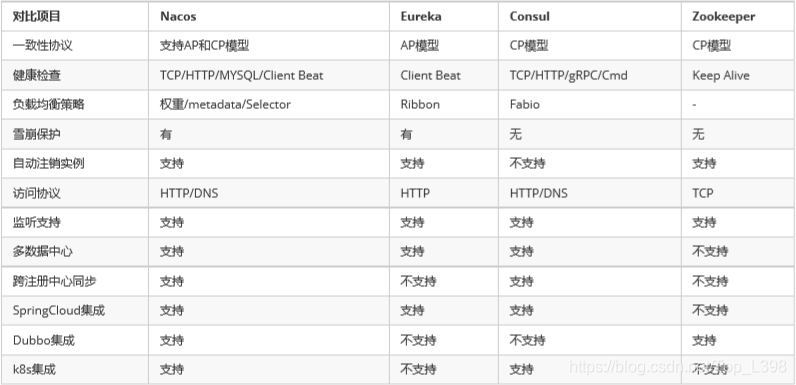 对比项目 Nacos Eureka Consul Zookeeper
一致性协议 支持AP和CP模型 AP模型 CP模型 CP模型
健康检查 TCP/HTTP/MYSQL/Client Beat Client Beat TCP/HTTP/gRPC/Cmd Keep Alive
负载均衡策略 权重/metadata/Selector Ribbon Fabio -
雪崩保护 有 有 无 无
自动注销实例 支持 支持 不支持 支持
访问协议 HTTP/DNS HTTP HTTP/DNS TCP
监听支持 支持 支持 支持 支持
多数据中心 支持 支持 支持 不支持
跨注册中心同步 支持 不支持 支持 不支持
SpringCloud集成 支持 支持 支持 不支持
Dubbo集成 支持 不支持 不支持 支持
k8s集成 支持 不支持 支持 不支持